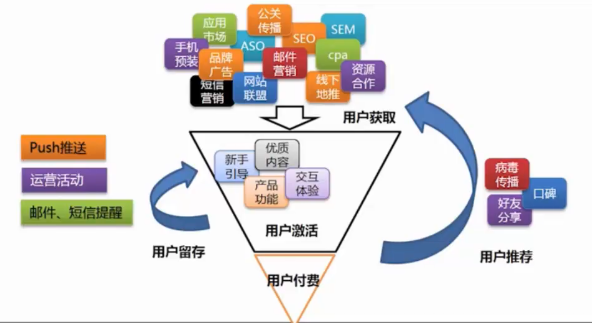 应用
市场
公关
传播
SEM
手机
预装
ASO
SEO
品牌
广告
邮件
营销
cpa
资源
合作
短信
营销
网站
联盟
线下
地推
用户获取
Push推送
运营活动
邮件、短信提醒
新手
引导
优质
内容
产品
功能
交互
体验
用户激活
用户留存
用户付费
病毒
传播
口碑
好友
分享
用户推荐